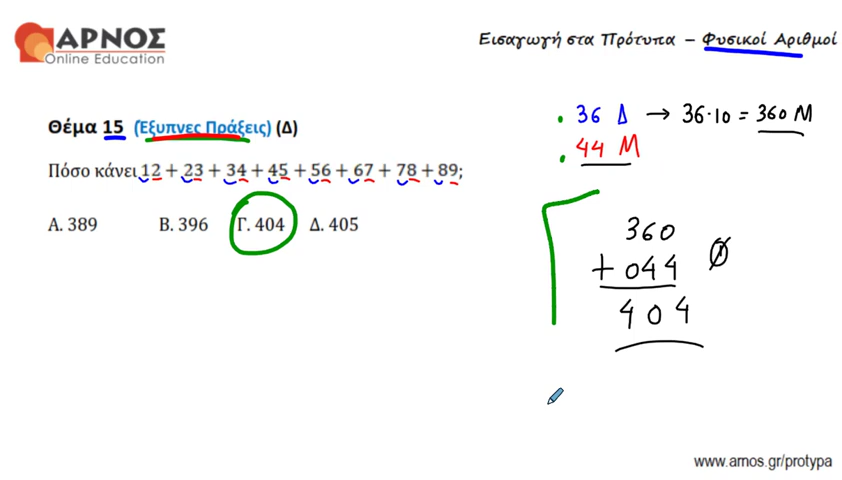 ΑΡΝΟΣ
Online Education
Εισαγωγή στα Πρότυπα – Φυσικοί Αριθμοί
Θέμα 15 (Έξυπνες Πράξεις) (Δ)
Πόσο κάνει 12 + 23 + 34 + 45 + 56 + 67 + 78 + 89;
Α. 389 Β. 396 Γ. 404 Δ. 405
. 36 Δ → 36·10 = 360 Μ
. 44 Μ
360
+ 044 0
404
www.arnos.gr/protypa